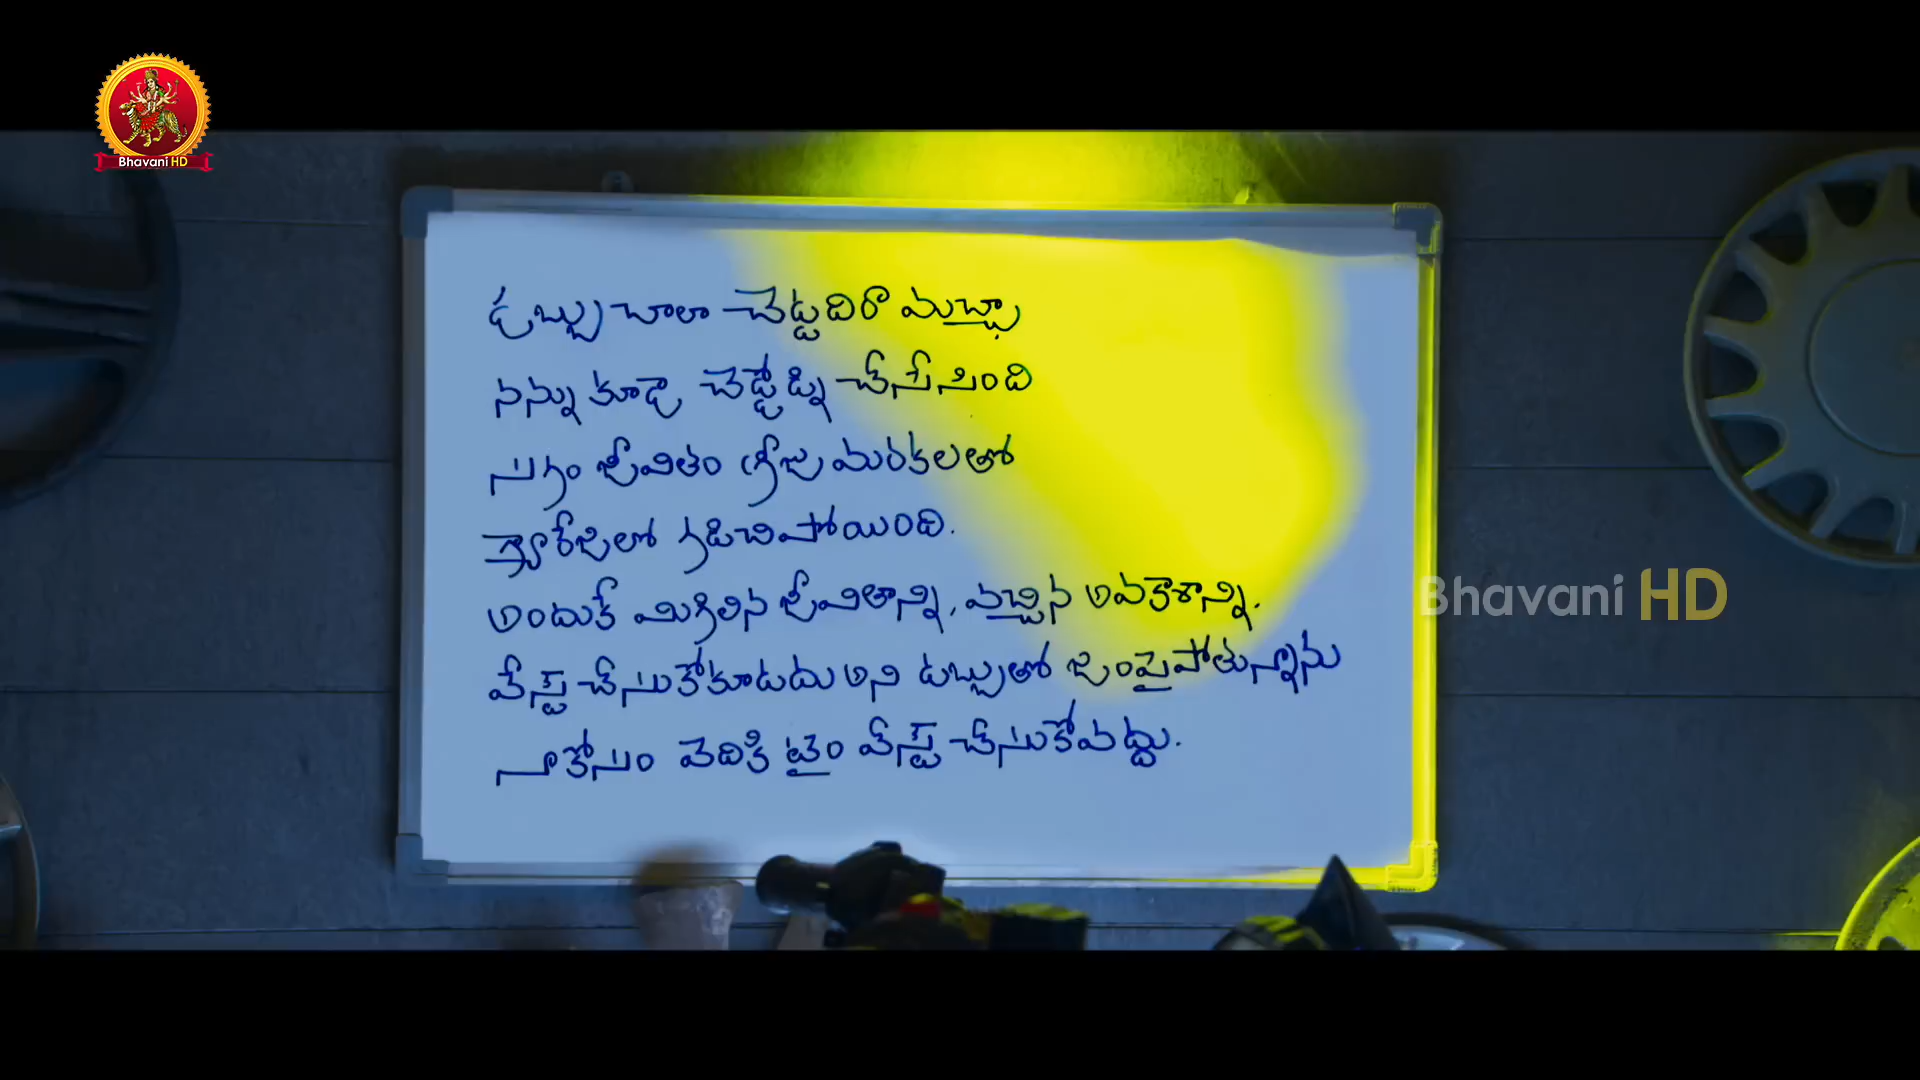 Bhavani HD
డబ్బు చాలా చెడ్డదిరా మచ్చా
నన్ను కూడా చెడ్డోడ్ని చేసేసింది
సగం జీవితం గ్రీజు మరకలతో
గ్యారేజిలో గడిచిపోయింది.
అందుకే మిగిలిన జీవితాన్ని, వచ్చిన అవకాశాన్ని.
వేస్ట్ చేసుకోకూడదు అని డబ్బుతో జంపైపోతున్నాను
నాకోసం వెదికి టైం వేస్ట్ చేసుకోవద్దు.
Bhavani HD